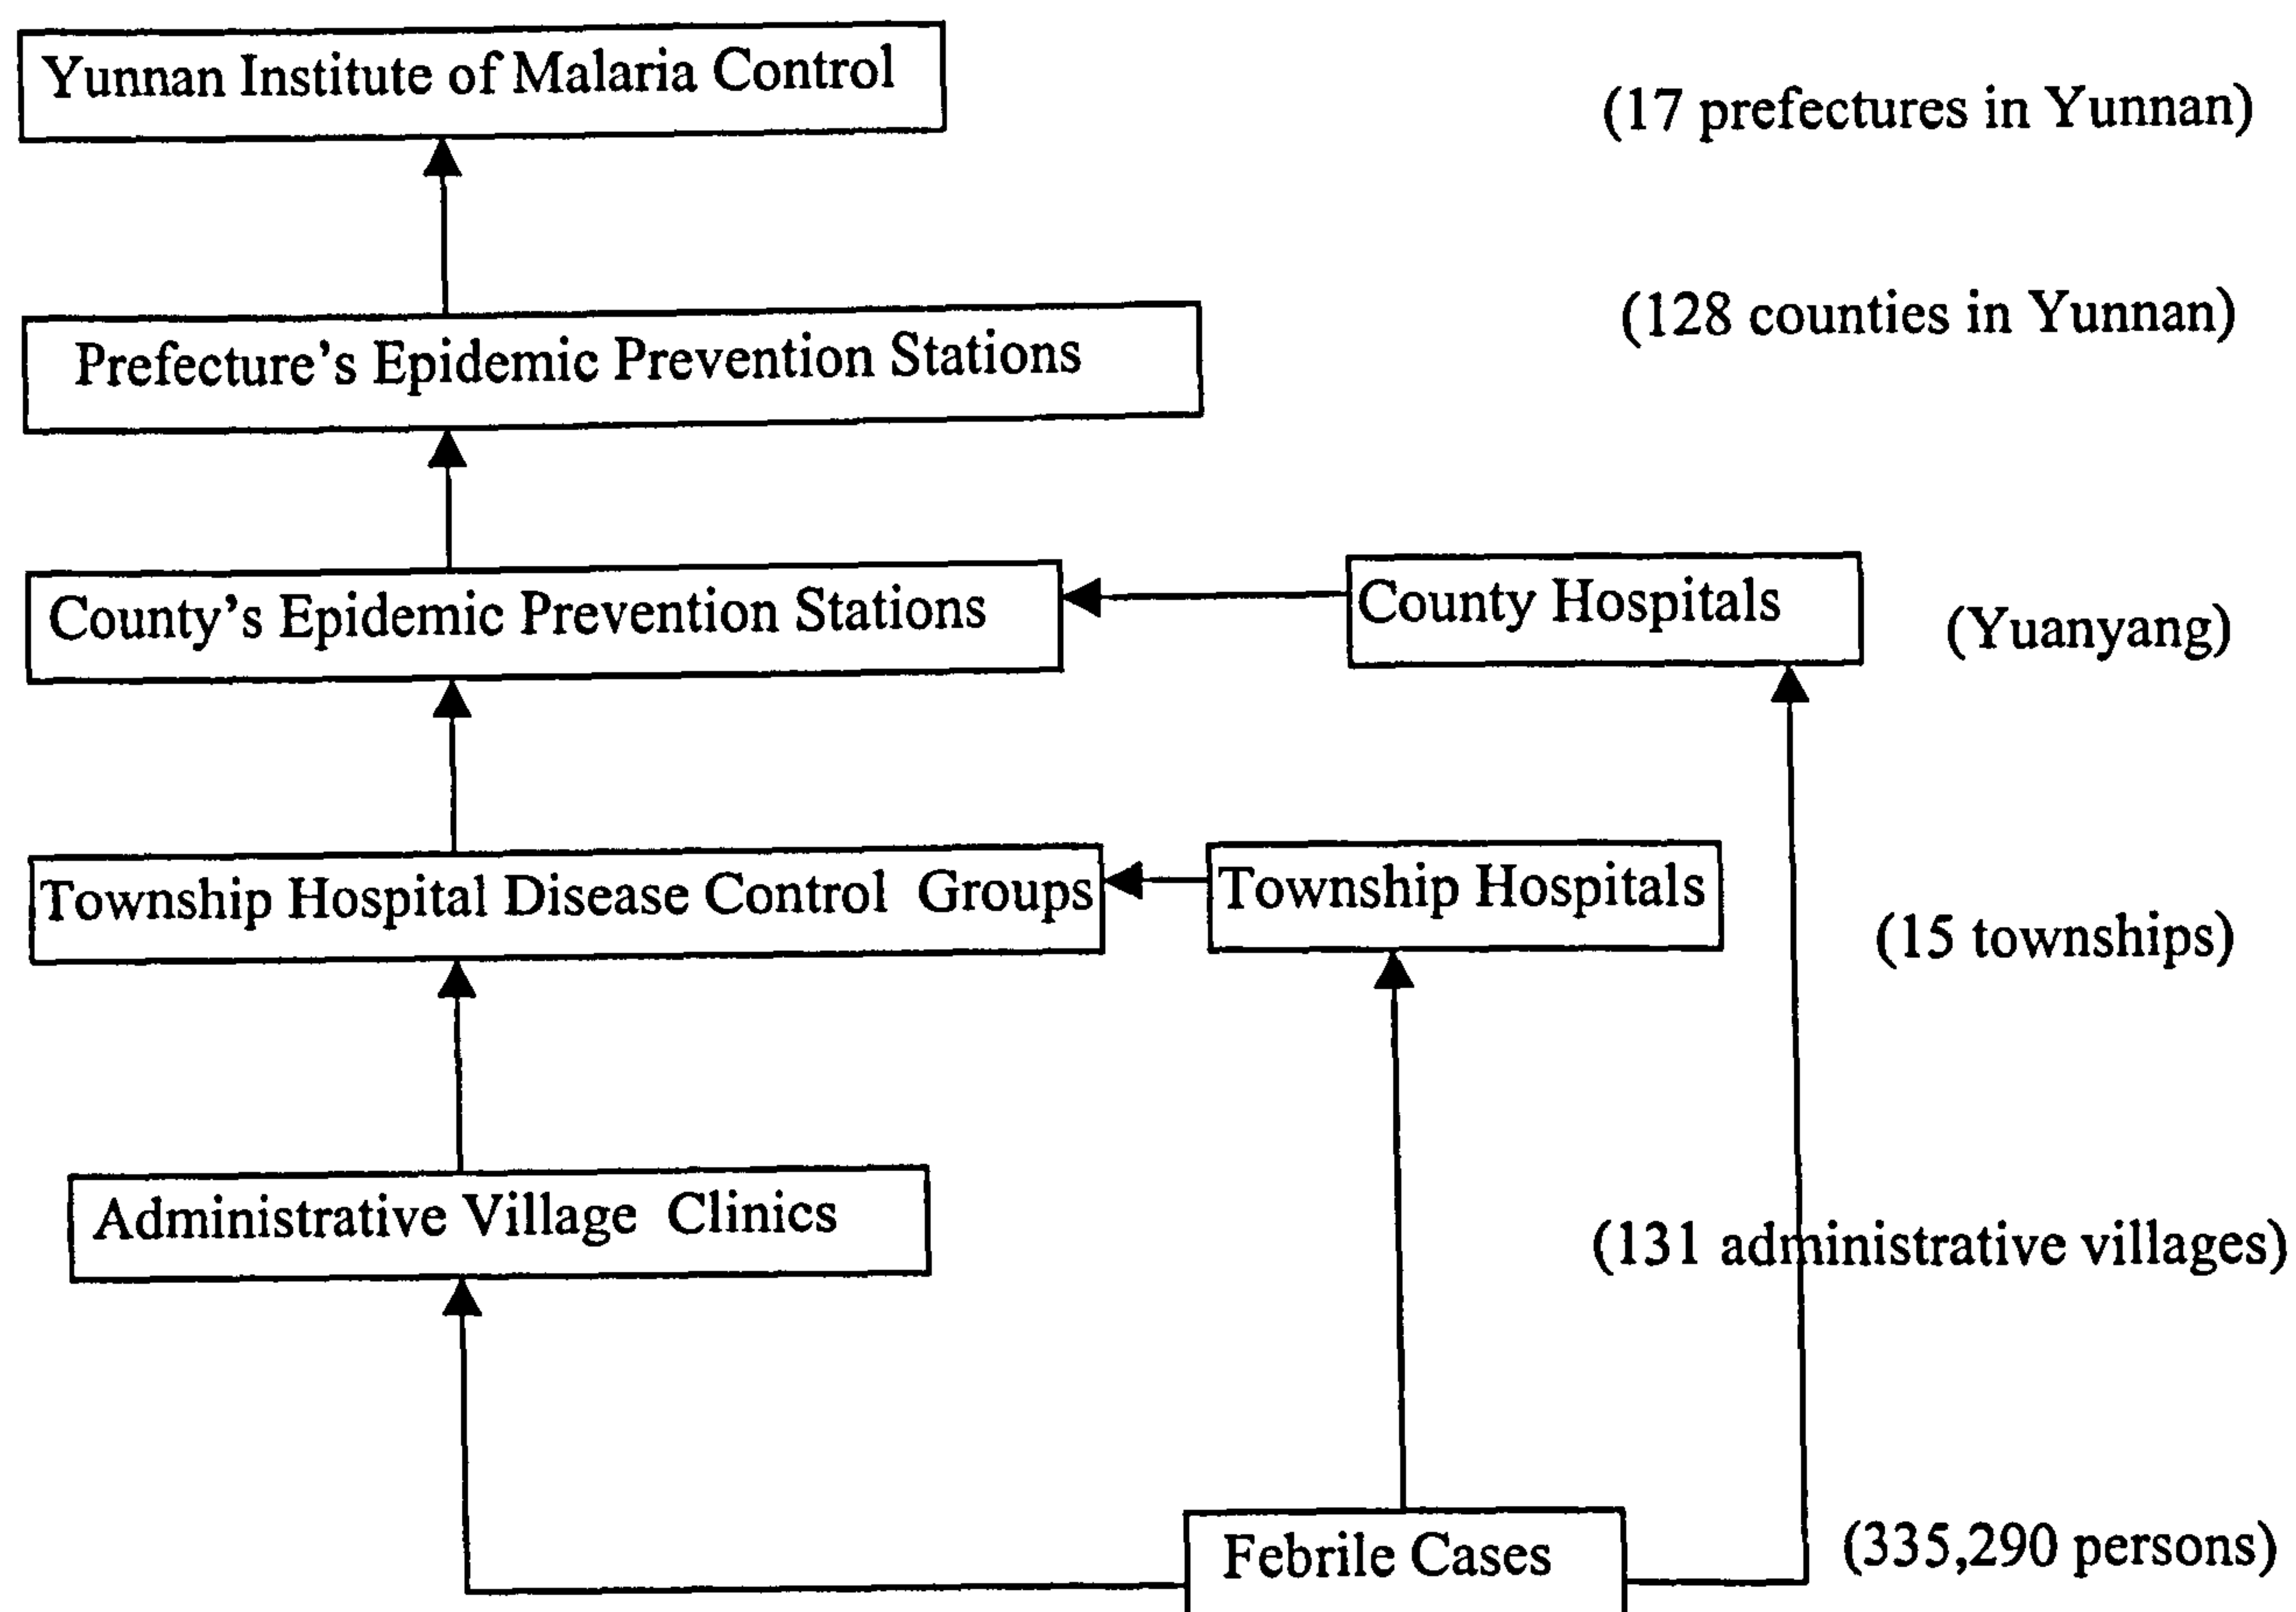 Yunnan Institute of Malaria Control
(17 prefectures in Yunnan)
(128 counties in Yunnan)
Prefecture's Epidemic Prevention Stations
County's Epidemic Prevention Stations
County Hospitals
(Yuanyang)
Township Hospital Disease Control Groups
Township Hospitals
(15 townships)
Administrative Village Clinics
(131 administrative villages)
Febrile Cases
(335,290 persons)